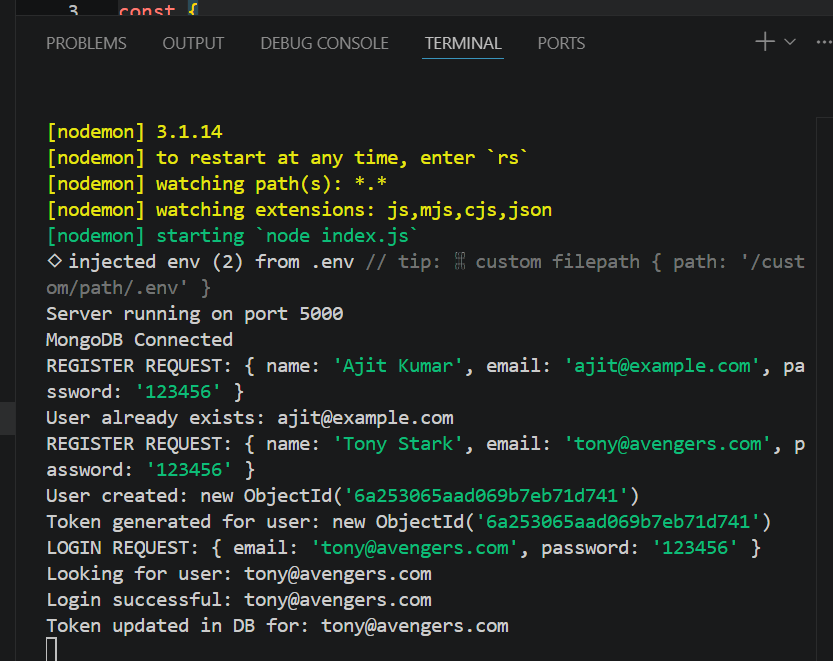 3 const {
PROBLEMS OUTPUT DEBUG CONSOLE TERMINAL PORTS
[nodemon] 3.1.14
[nodemon] to restart at any time, enter `rs`
[nodemon] watching path(s): *.*
[nodemon] watching extensions: js,mjs,cjs,json
[nodemon] starting `node index.js`
◇ injected env (2) from .env // tip: ⌘ custom filepath { path: '/cust
om/path/.env' }
Server running on port 5000
MongoDB Connected
REGISTER REQUEST: { name: 'Ajit Kumar', email: 'ajit@example.com', pa
ssword: '123456' }
User already exists: ajit@example.com
REGISTER REQUEST: { name: 'Tony Stark', email: 'tony@avengers.com', p
assword: '123456' }
User created: new ObjectId('6a253065aad069b7eb71d741')
Token generated for user: new ObjectId('6a253065aad069b7eb71d741')
LOGIN REQUEST: { email: 'tony@avengers.com', password: '123456' }
Looking for user: tony@avengers.com
Login successful: tony@avengers.com
Token updated in DB for: tony@avengers.com